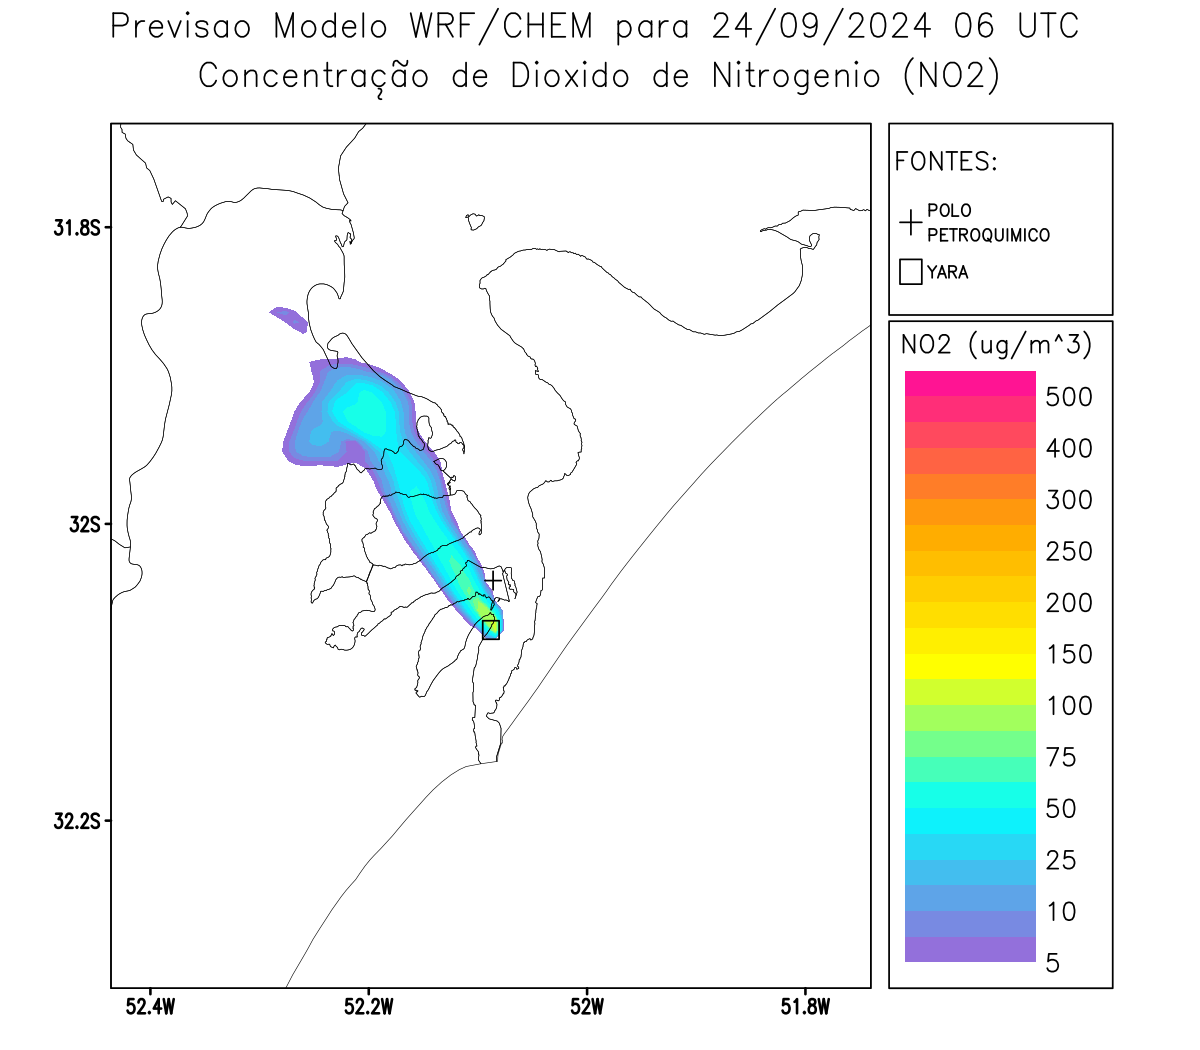 Previsao Modelo WRF/CHEM para 24/09/2024 06 UTC
Concentração de Dioxido de Nitrogenio (NO2)
FONTES:
POLO
PETROQUIMICO
YARA
NO2 (ug/m^3)
500
400
300
250
200
150
100
75
50
25
10
5
31.8S
32S
32.2S
52.4W
52.2W
52W
51.8W